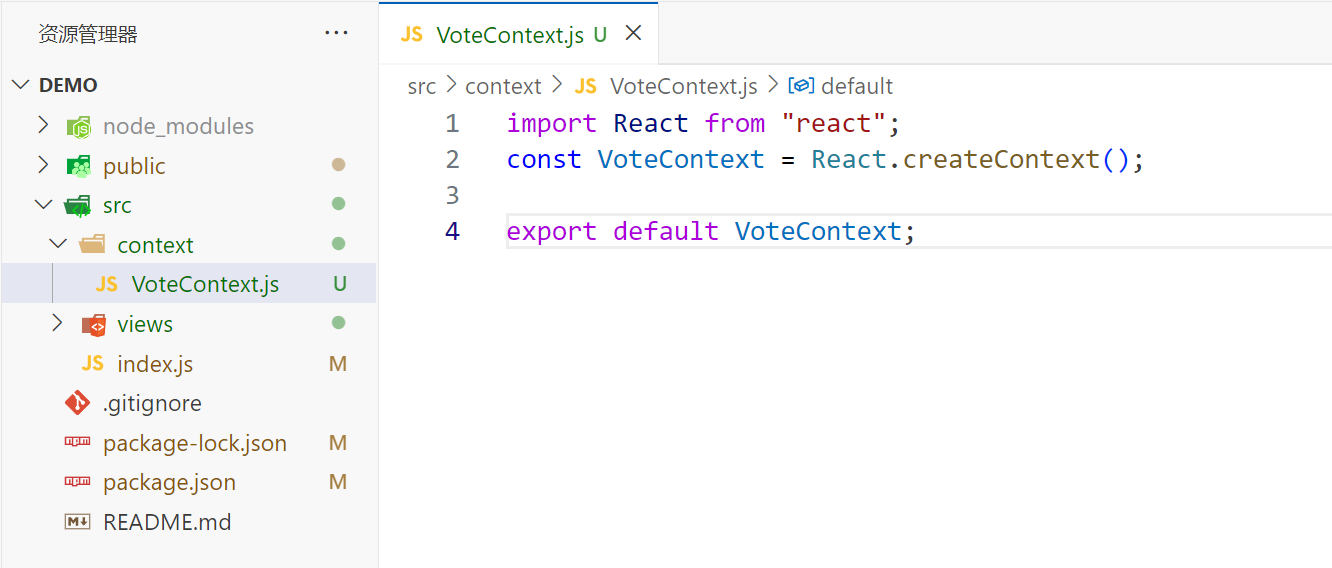 资源管理器 ···
DEMO
node_modules
public
src
context
JS VoteContext.js U
views
JS index.js M
.gitignore
package-lock.json M
package.json M
README.md
JS VoteContext.js U
src > context > JS VoteContext.js > default
1 import React from "react";
2 const VoteContext = React.createContext();
3
4 export default VoteContext;